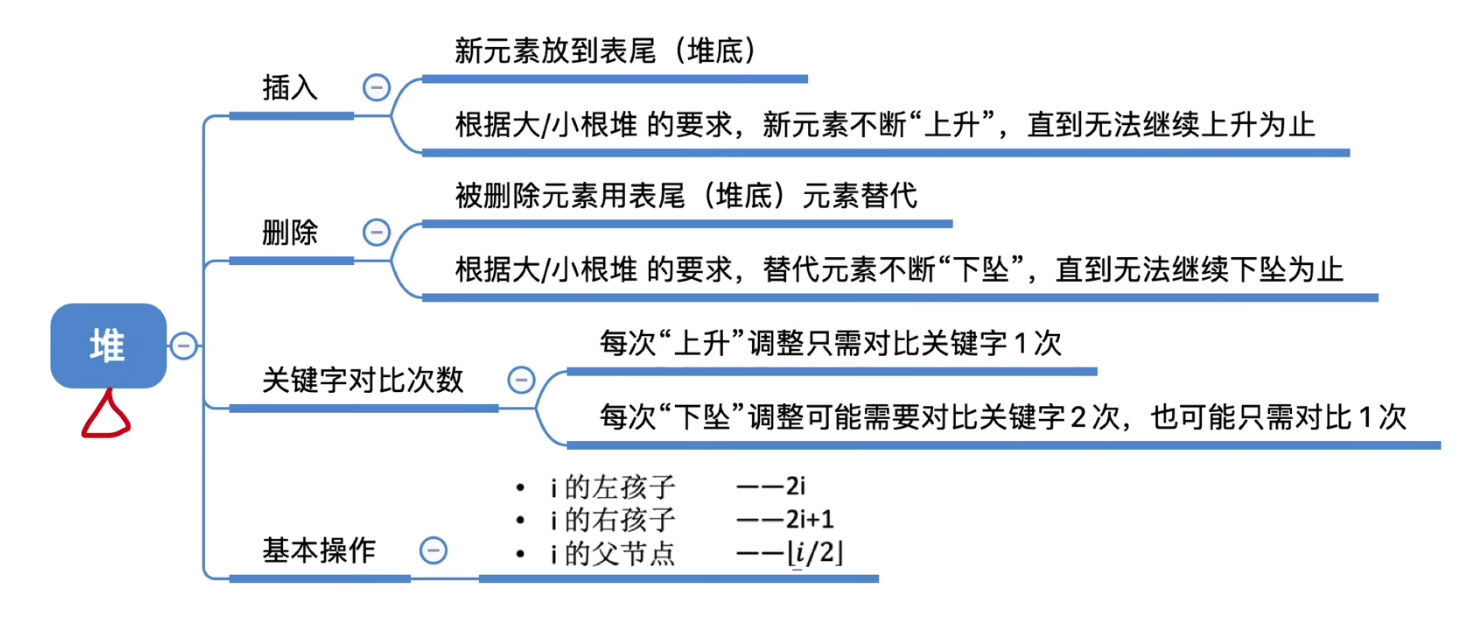 堆
插入
新元素放到表尾（堆底）
根据大/小根堆 的要求，新元素不断“上升”，直到无法继续上升为止
删除
被删除元素用表尾（堆底）元素替代
根据大/小根堆 的要求，替代元素不断“下坠”，直到无法继续下坠为止
关键字对比次数
每次“上升”调整只需对比关键字1次
每次“下坠”调整可能需要对比关键字2次，也可能只需对比1次
基本操作
• i 的左孩子 ——2i
• i 的右孩子 ——2i+1
• i 的父节点 ——⌊i/2⌋